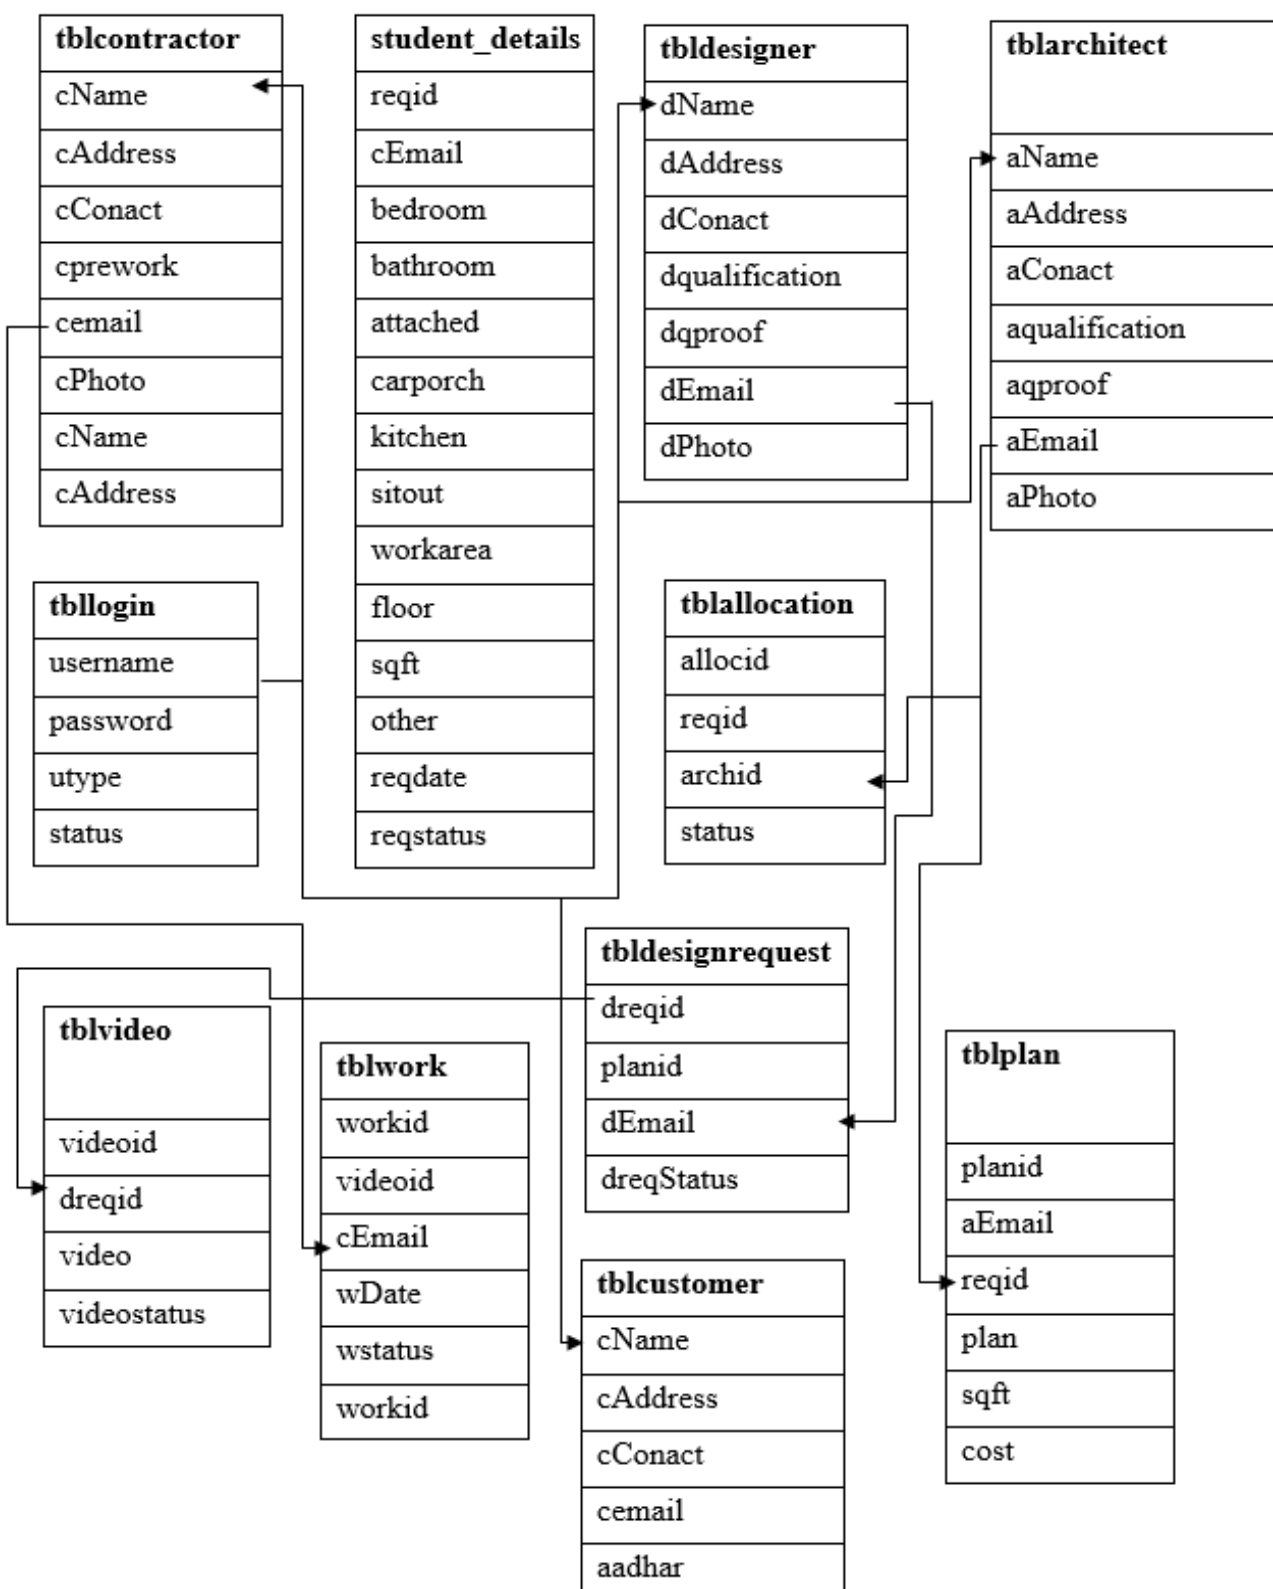 tblcontractor
cName
cAddress
cConact
cprework
cemail
cPhoto
cName
cAddress
student_details
reqid
cEmail
bedroom
bathroom
attached
carporch
kitchen
sitout
workarea
floor
sqft
other
reqdate
reqstatus
tbldesigner
dName
dAddress
dConact
dqualification
dqproof
dEmail
dPhoto
tblarchitect
aName
aAddress
aConact
aqualification
aqproof
aEmail
aPhoto
tbllogin
username
password
utype
status
tblallocation
allocid
reqid
archid
status
tblvideo
videoid
dreqid
video
videostatus
tblwork
workid
videoid
cEmail
wDate
wstatus
workid
tbldesignrequest
dreqid
planid
dEmail
dreqStatus
tblcustomer
cName
cAddress
cConact
cemail
aadhar
tblplan
planid
aEmail
reqid
plan
sqft
cost